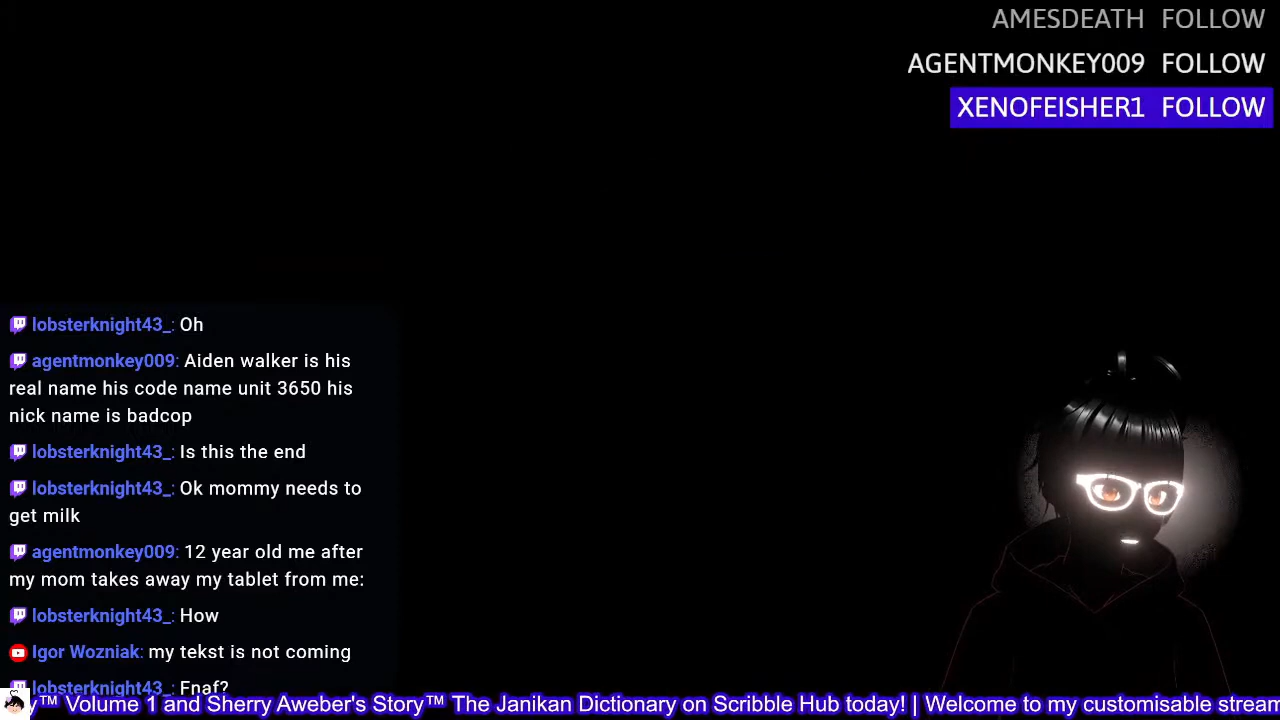 AMESDEATH FOLLOW
AGENTMONKEY009 FOLLOW
XENOFEISHER1 FOLLOW
lobsterknight43_: Oh
agentmonkey009: Aiden walker is his
real name his code name unit 3650 his
nick name is badcop
lobsterknight43_: Is this the end
lobsterknight43_: Ok mommy needs to
get milk
agentmonkey009: 12 year old me after
my mom takes away my tablet from me:
lobsterknight43_: How
Igor Wozniak: my tekst is not coming
lobsterknight43_: Fnaf?
y™ Volume 1 and Sherry Aweber's Story™ The Janikan Dictionary on Scribble Hub today! | Welcome to my customisable stream